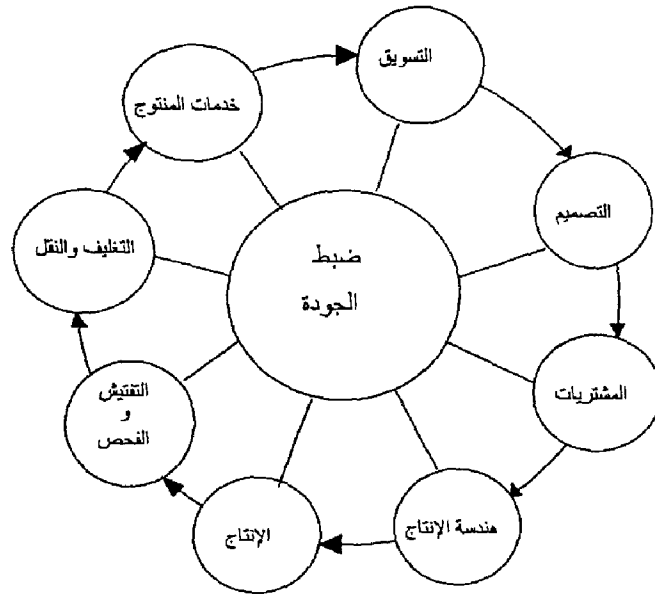 التسويق
خدمات المنتوج
التصميم
التغليف والنقل
ضبط
الجودة
المشتريات
التفتيش
و
الفحص
هندسة الإنتاج
الإنتاج